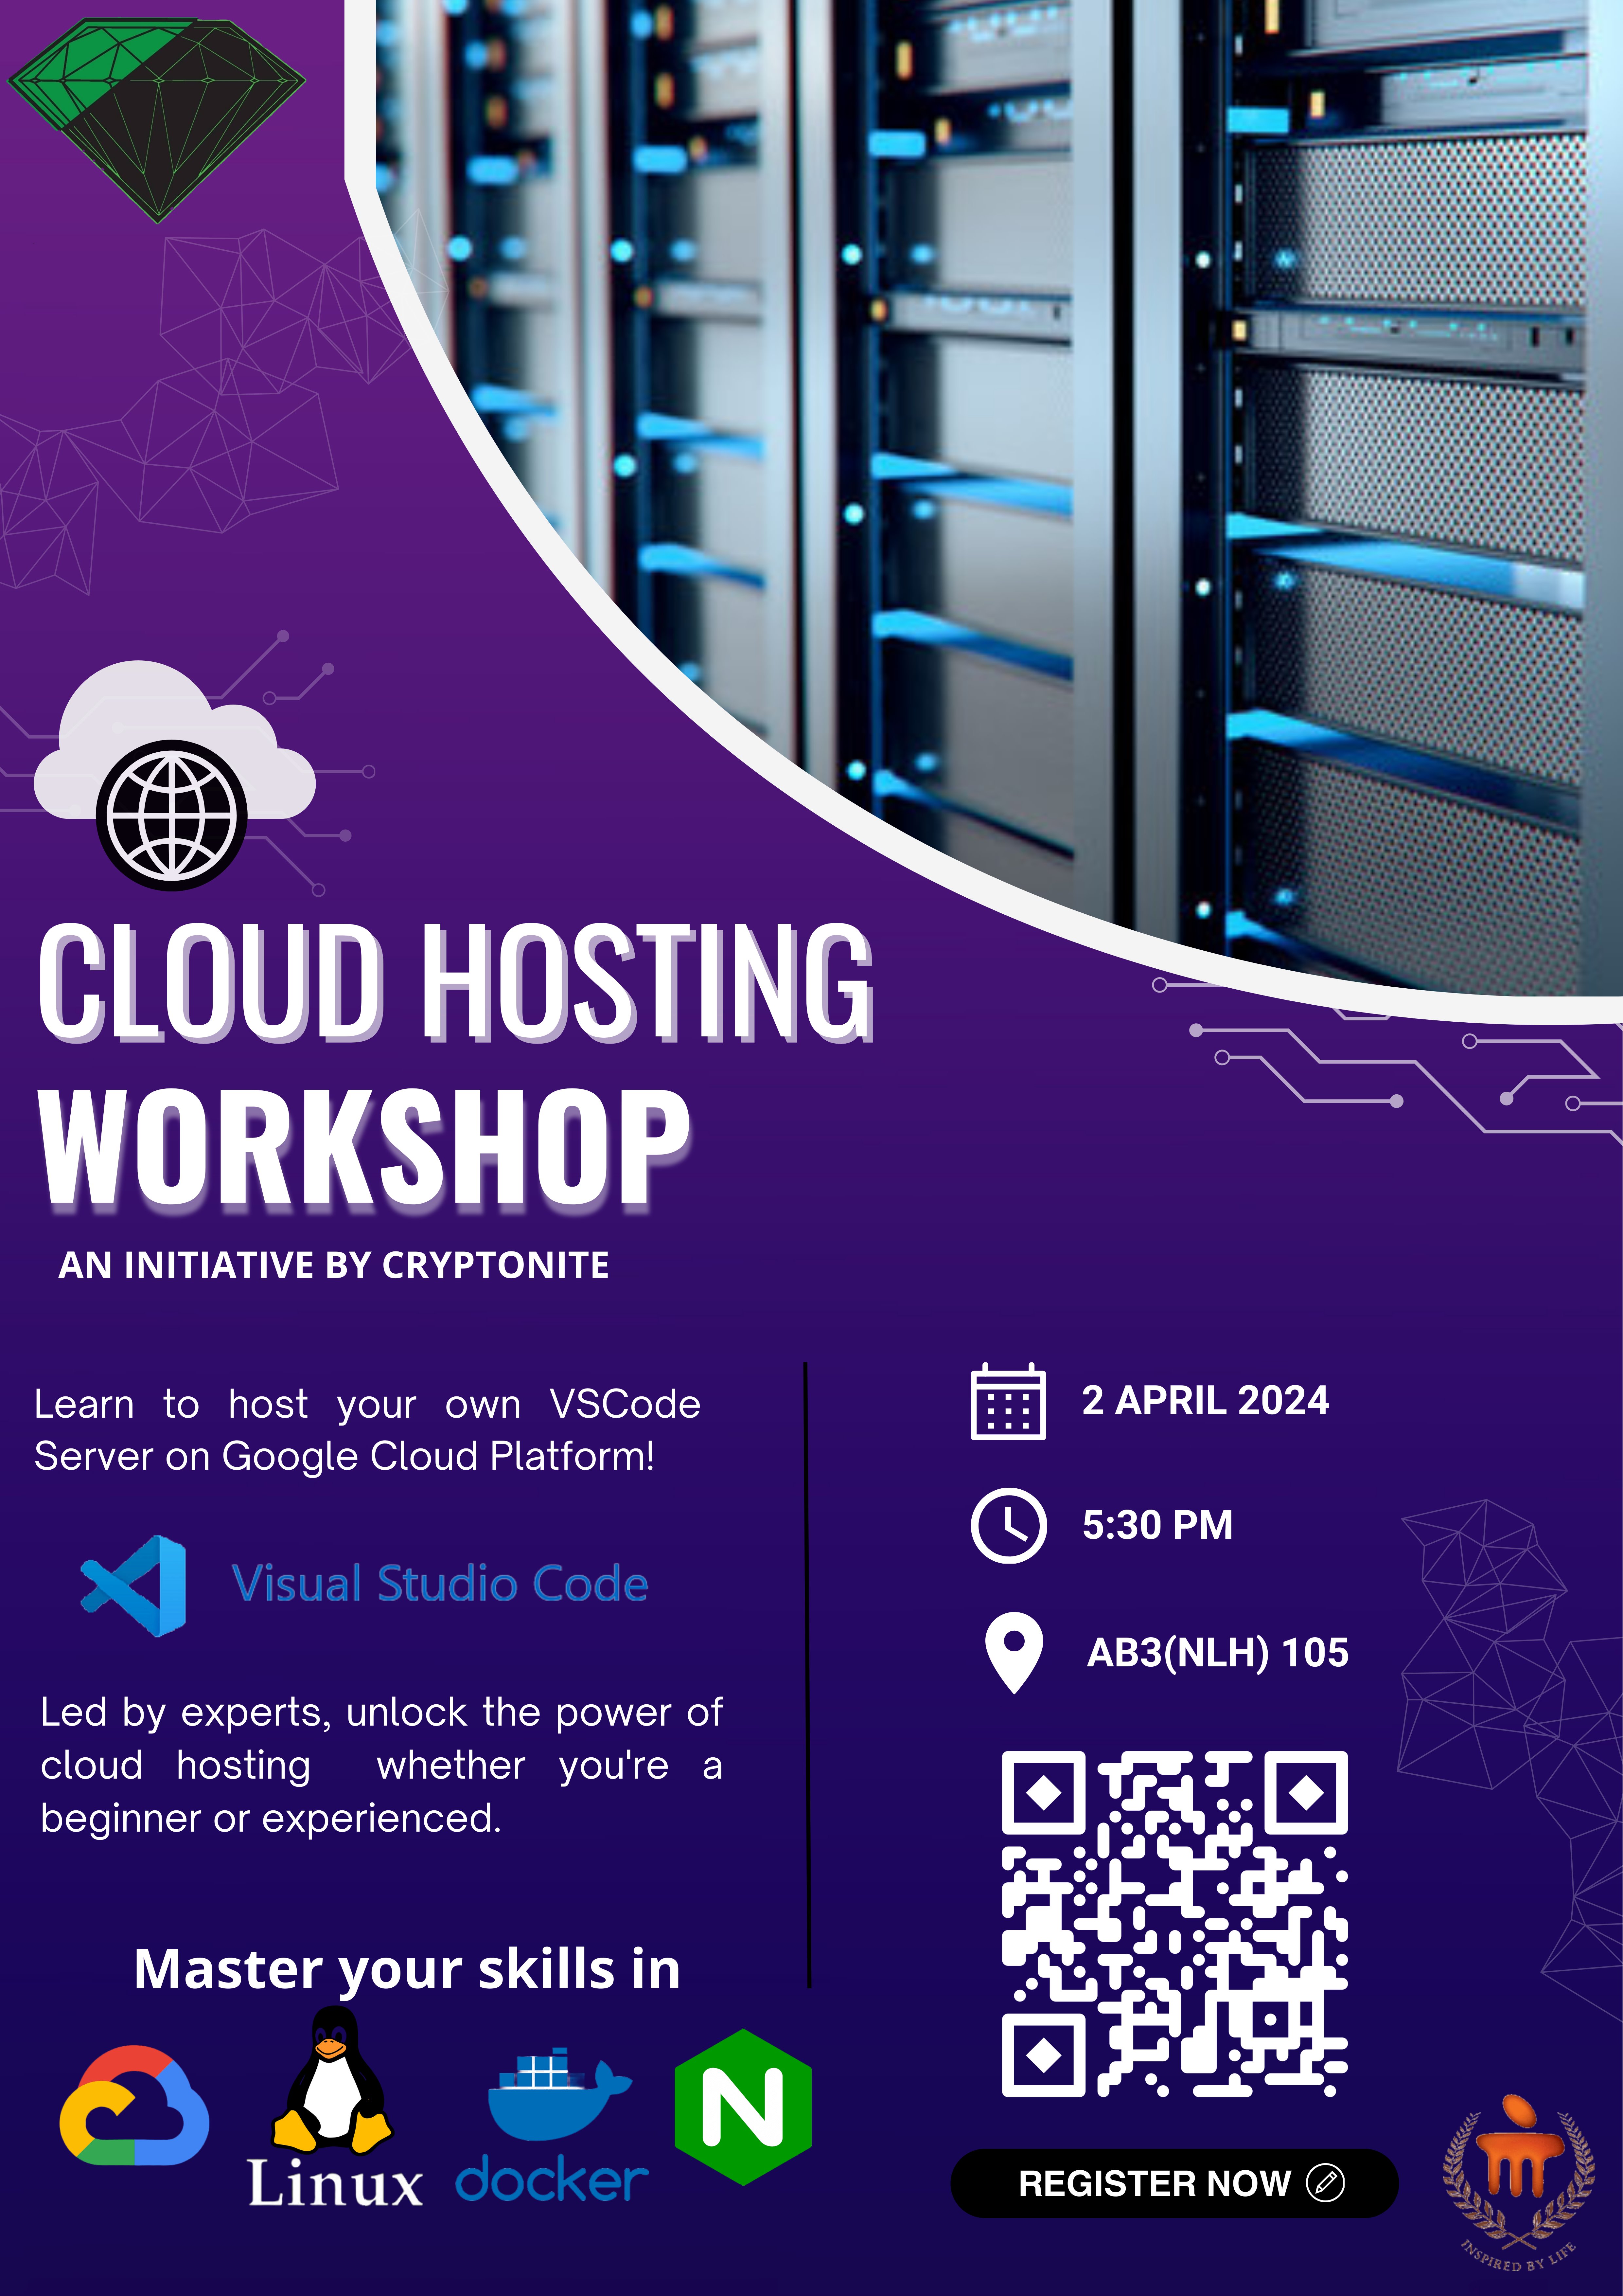 CLOUD HOSTING
WORKSHOP
AN INITIATIVE BY CRYPTONITE
Learn to host your own VSCode
Server on Google Cloud Platform!
Visual Studio Code
Led by experts, unlock the power of
cloud hosting whether you're a
beginner or experienced.
Master your skills in
Linux
docker
N
2 APRIL 2024
5:30 PM
AB3(NLH) 105
REGISTER NOW
INSPIRED BY LIFE